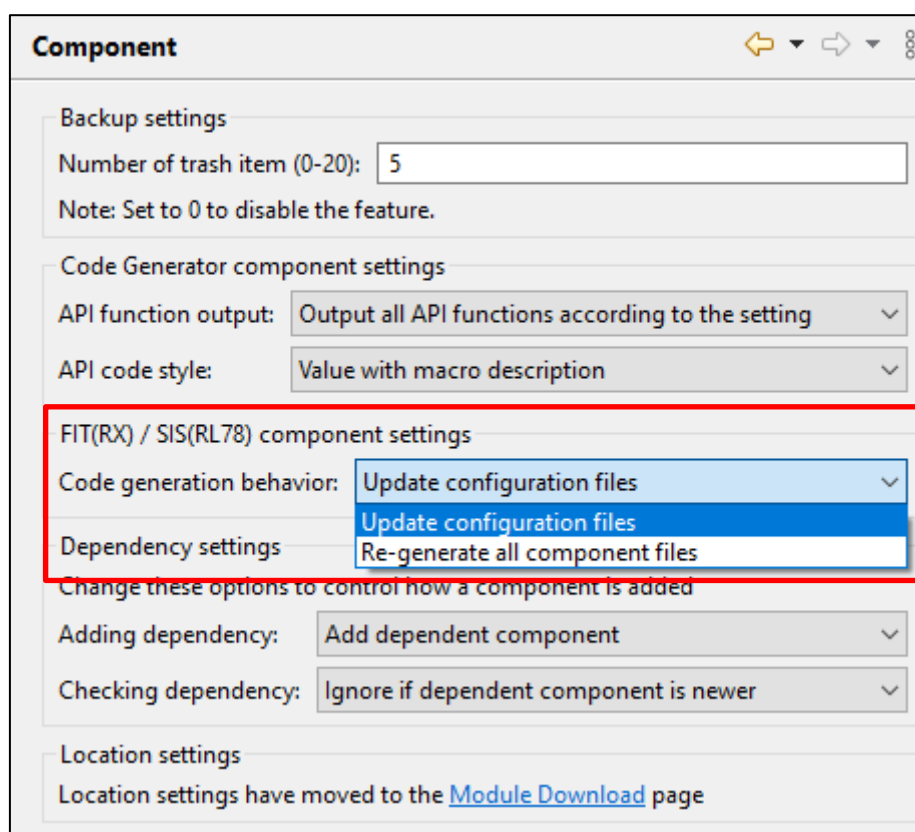 Component
Backup settings
Number of trash item (0-20): 5
Note: Set to 0 to disable the feature.
Code Generator component settings
API function output: Output all API functions according to the setting
API code style: Value with macro description
FIT(RX) / SIS(RL78) component settings
Code generation behavior: Update configuration files
Update configuration files
Dependency settings
Re-generate all component files
Change these options to control how a component is added
Adding dependency: Add dependent component
Checking dependency: Ignore if dependent component is newer
Location settings
Location settings have moved to the Module Download page